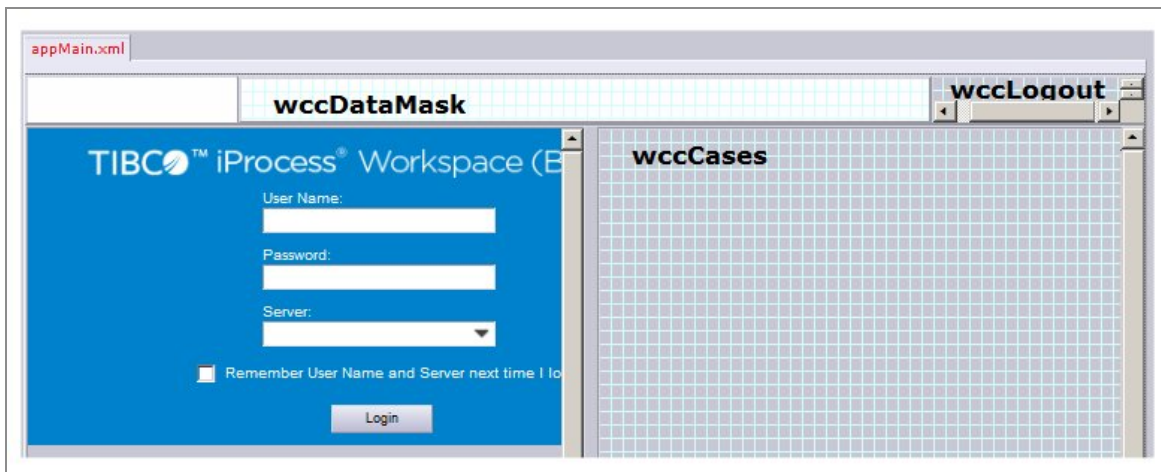 appMain.xml
wccDataMask
wccLogout
TIBCO™ iProcess® Workspace (B
wccCases
User Name:
Password:
Server:
Remember User Name and Server next time I lo
Login